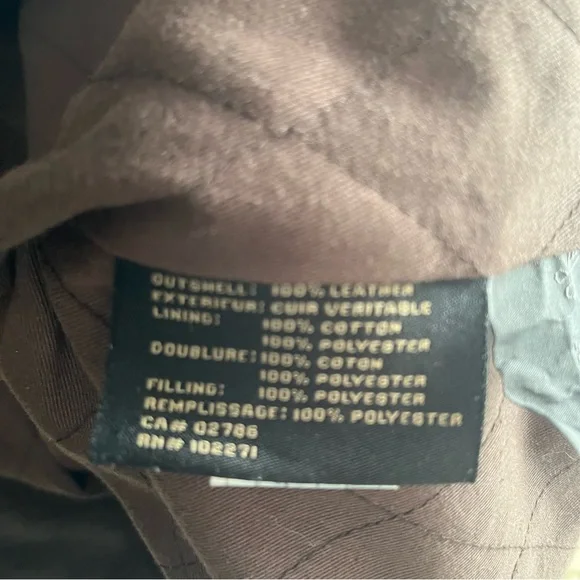 OUTSHELL: 100% LEATHER
EXTERIEUR: CUIR VERITABLE
LINING: 100% COTTON
100% POLYESTER
DOUBLURE: 100% COTON
100% POLYESTER
FILLING: 100% POLYESTER
REMPLISSAGE: 100% POLYESTER
CA# 02786
RN# 102271